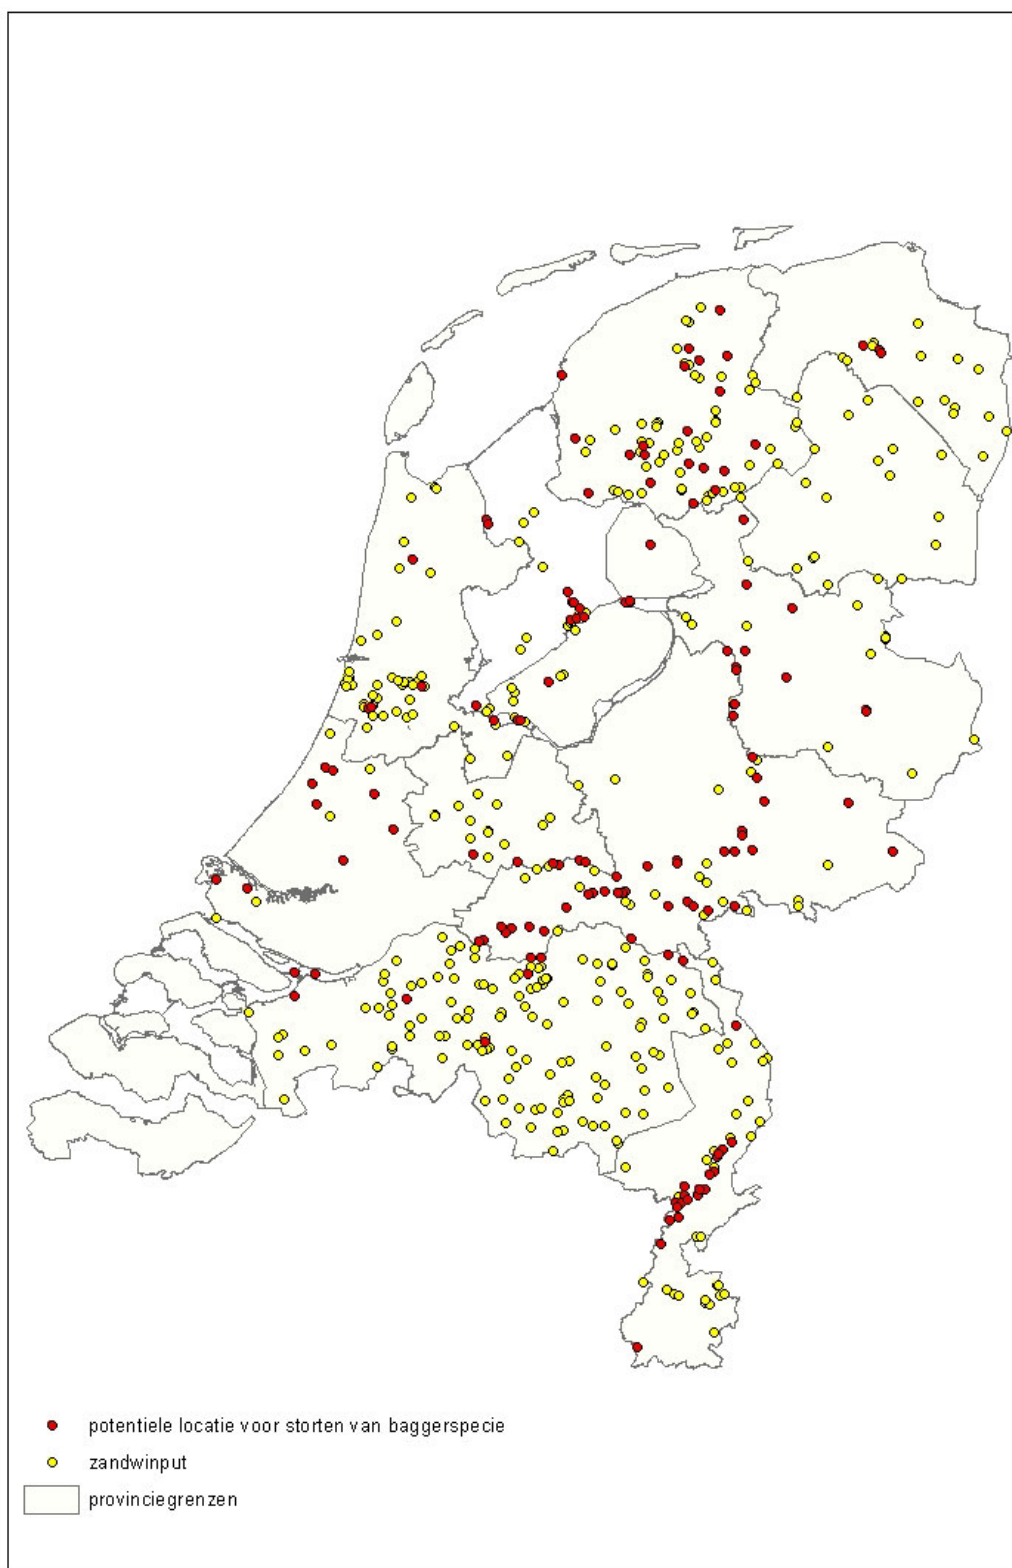 potentiele locatie voor storten van baggerspecie
zandwinput
provinciegrenzen